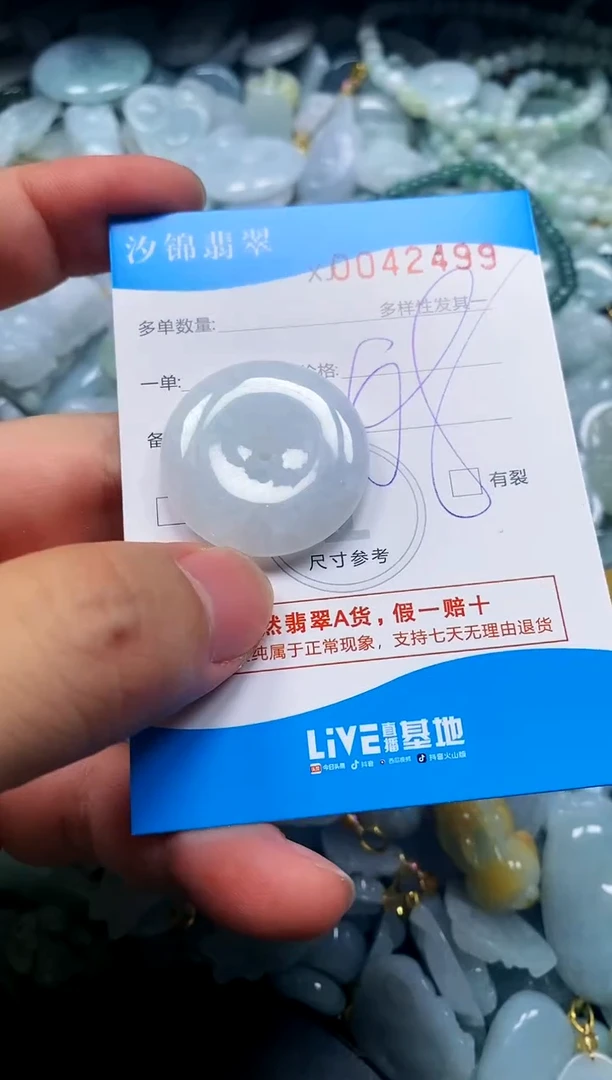 汐锦翡翠
X 0042499
多样性发其一
多单数量:
一单:
价格:
备
有裂
尺寸参考
然翡翠A货，假一赔十
纯属于正常现象，支持七天无理由退货
LiVE直播基地
今日头条 抖音 西瓜视频 抖音火山版